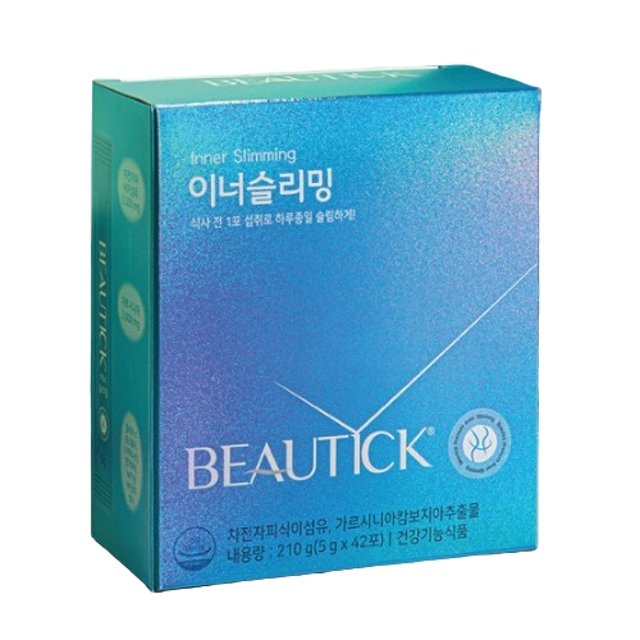 BEAUTICK
Inner Slimming
이너슬리밍
식사 전 1포 섭취로 하루종일 슬림하게!
BEAUTICK®
차전자피식이섬유, 가르시니아캄보지아추출물
내용량 : 210 g(5 g x 42포) | 건강기능식품
BEAUTICK